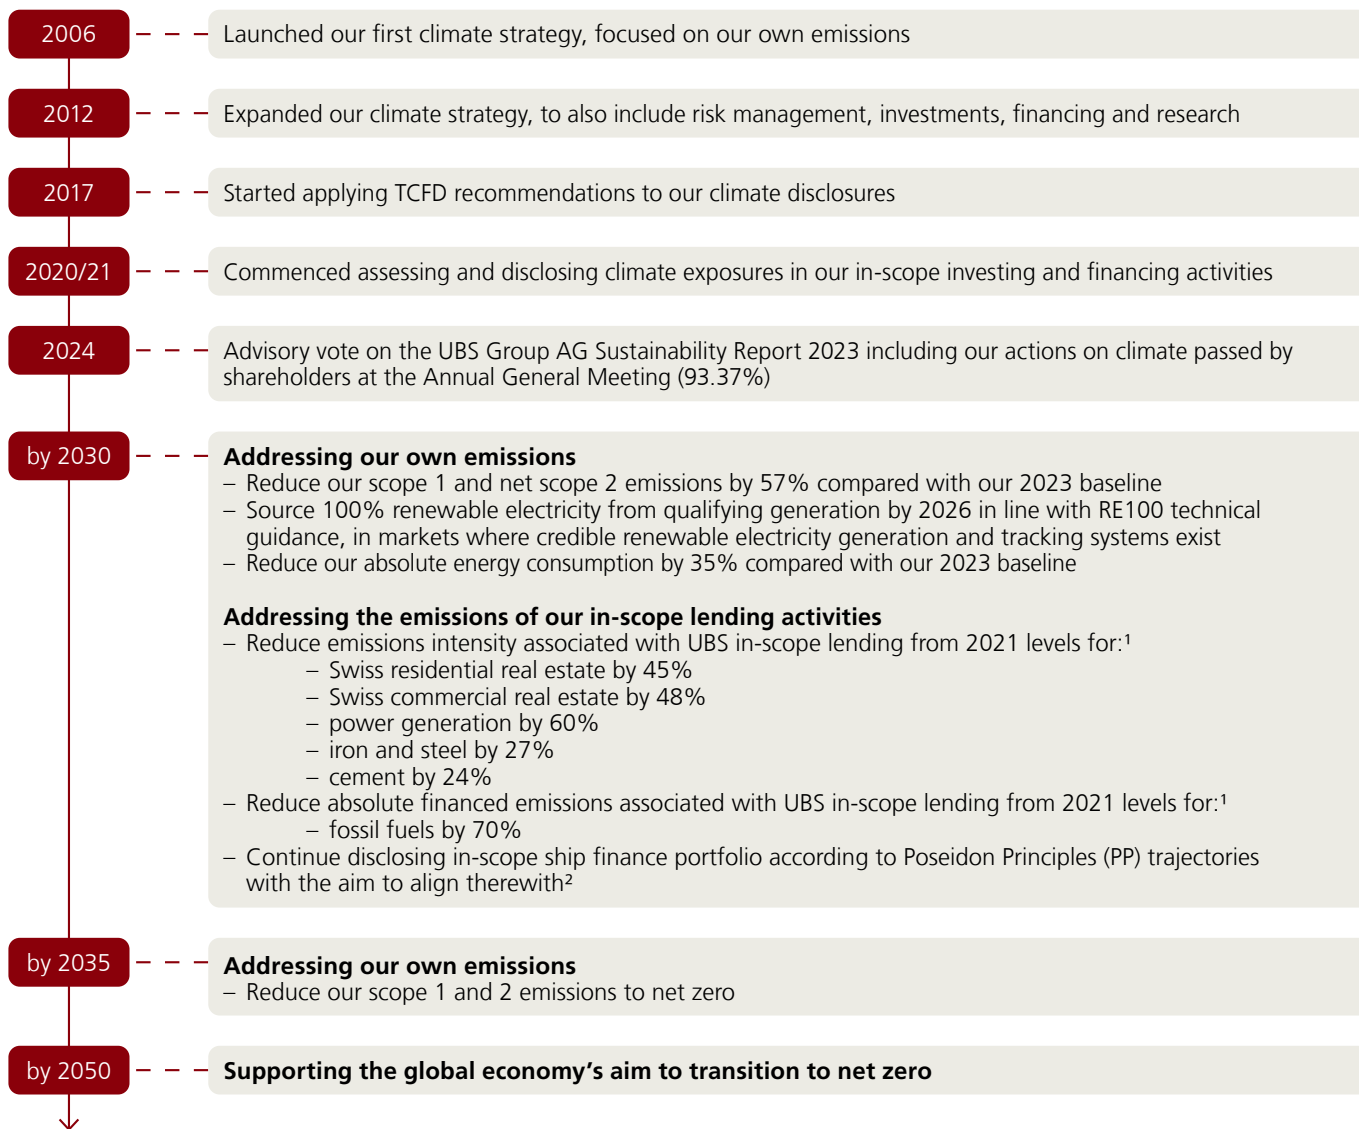 2006
Launched our first climate strategy, focused on our own emissions
2012
Expanded our climate strategy, to also include risk management, investments, financing and research
2017
Started applying TCFD recommendations to our climate disclosures
2020/21
Commenced assessing and disclosing climate exposures in our in-scope investing and financing activities
2024
Advisory vote on the UBS Group AG Sustainability Report 2023 including our actions on climate passed by
shareholders at the Annual General Meeting (93.37%)
by 2030
Addressing our own emissions
– Reduce our scope 1 and net scope 2 emissions by 57% compared with our 2023 baseline
– Source 100% renewable electricity from qualifying generation by 2026 in line with RE100 technical
guidance, in markets where credible renewable electricity generation and tracking systems exist
– Reduce our absolute energy consumption by 35% compared with our 2023 baseline
Addressing the emissions of our in-scope lending activities
– Reduce emissions intensity associated with UBS in-scope lending from 2021 levels for:¹
– Swiss residential real estate by 45%
– Swiss commercial real estate by 48%
– power generation by 60%
– iron and steel by 27%
– cement by 24%
– Reduce absolute financed emissions associated with UBS in-scope lending from 2021 levels for:¹
– fossil fuels by 70%
– Continue disclosing in-scope ship finance portfolio according to Poseidon Principles (PP) trajectories
with the aim to align therewith²
by 2035
Addressing our own emissions
– Reduce our scope 1 and 2 emissions to net zero
by 2050
Supporting the global economy’s aim to transition to net zero